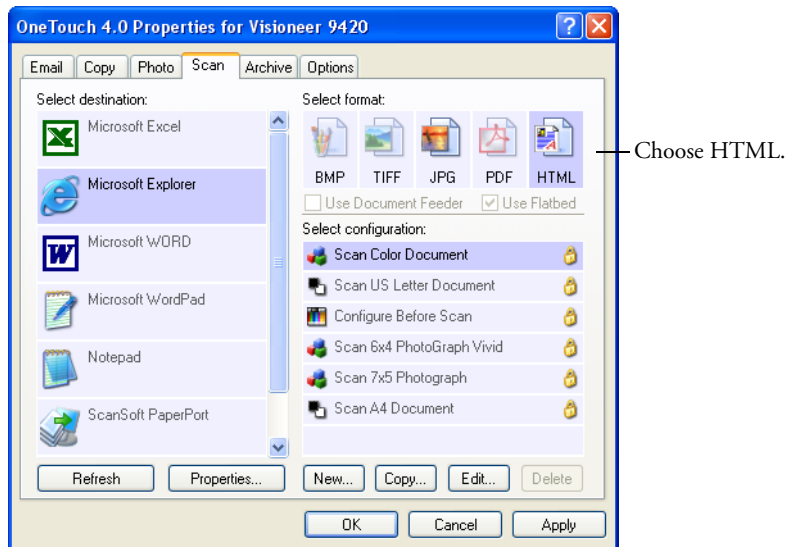 OneTouch 4.0 Properties for Visioneer 9420
Email Copy Photo Scan Archive Options
Select destination:
Microsoft Excel
Microsoft Explorer
Microsoft WORD
Microsoft WordPad
Notepad
ScanSoft PaperPort
Refresh Properties...
Select format:
BMP TIFF JPG PDF HTML
Use Document Feeder Use Flatbed
Select configuration:
Scan Color Document
Scan US Letter Document
Configure Before Scan
Scan 6x4 PhotoGraph Vivid
Scan 7x5 Photograph
Scan A4 Document
New... Copy... Edit... Delete
OK Cancel Apply
Choose HTML.